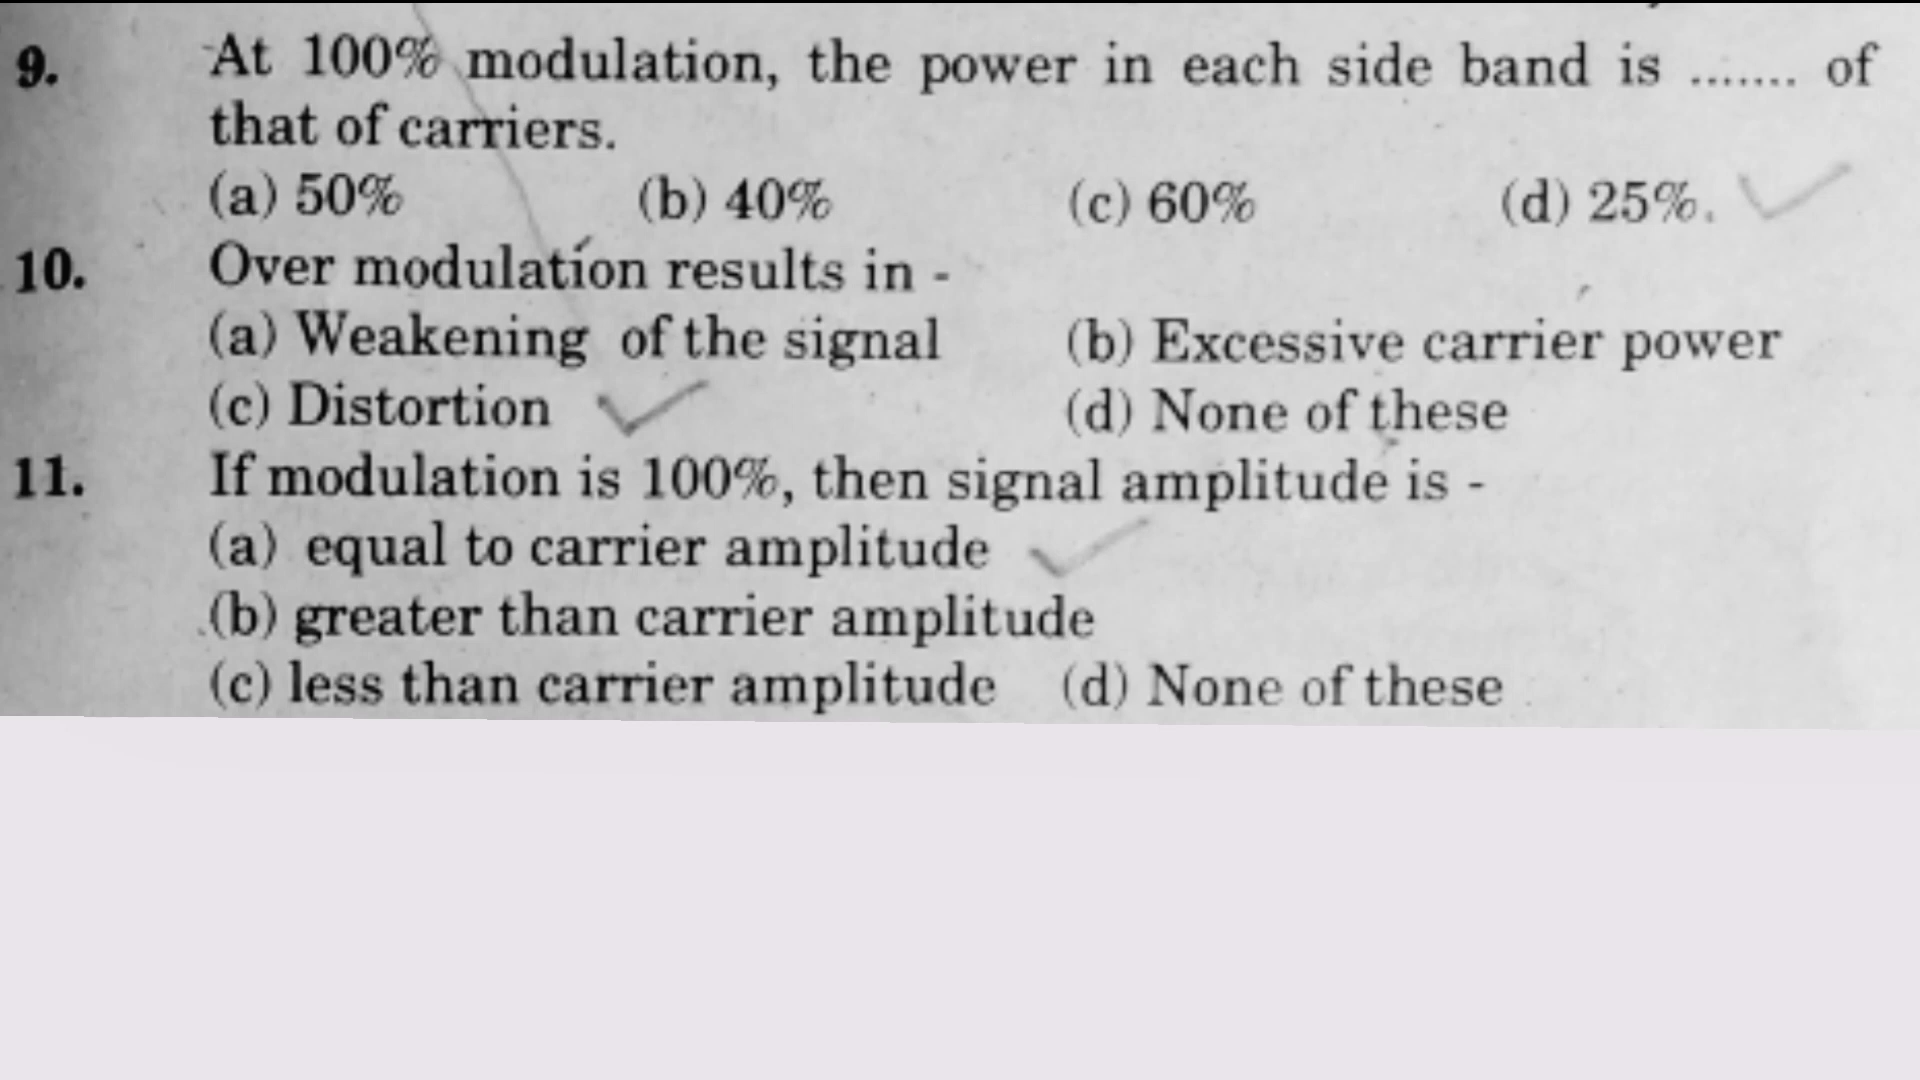 9. At 100% modulation, the power in each side band is ....... of
that of carriers.
(a) 50% (b) 40% (c) 60% (d) 25%.
10. Over modulation results in -
(a) Weakening of the signal (b) Excessive carrier power
(c) Distortion (d) None of these
11. If modulation is 100%, then signal amplitude is -
(a) equal to carrier amplitude
(b) greater than carrier amplitude
(c) less than carrier amplitude (d) None of these